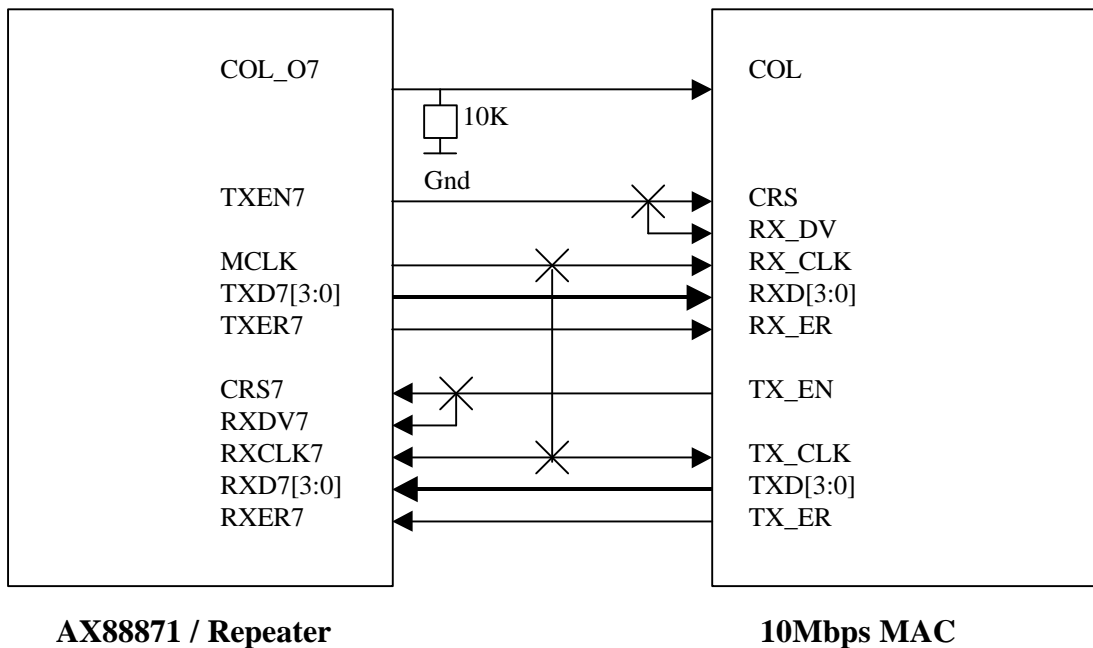 COL_O7 COL
10K
Gnd
TXEN7 CRS
RX_DV
MCLK RX_CLK
TXD7[3:0] RXD[3:0]
TXER7 RX_ER
CRS7 TX_EN
RXDV7
RXCLK7 TX_CLK
RXD7[3:0] TXD[3:0]
RXER7 TX_ER
AX88871 / Repeater 10Mbps MAC